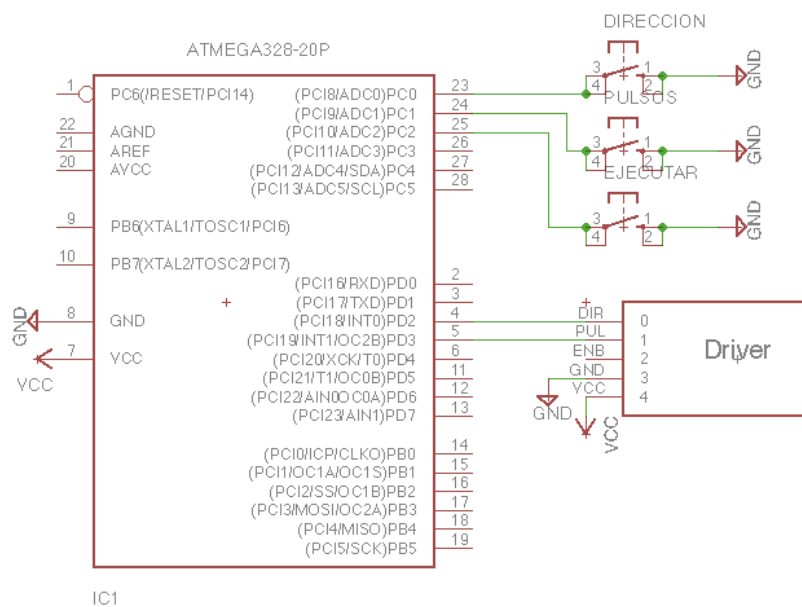 DIRECCION
ATMEGA328-20P
1 PC6(/RESET/PCI14)
22 AGND
21 AREF
20 AVCC
9 PB6(XTAL1/TOSC1/PCI6)
10 PB7(XTAL2/TOSC2/PCI7)
GND 8 GND
VCC 7 VCC
(PCI8/ADC0)PC0 23
(PCI9/ADC1)PC1 24
(PCI10/ADC2)PC2 25
(PCI11/ADC3)PC3 26
(PCI12/ADC4/SDA)PC4 27
(PCI13/ADC5/SCL)PC5 28
(PCI16/RXD)PD0 2
(PCI17/TXD)PD1 3
(PCI18/INT0)PD2 4
(PCI19/INT1/OC2B)PD3 5
(PCI20/XCK/T0)PD4 6
(PCI21/T1/OC0B)PD5 11
(PCI22/AIN0OC0A)PD6 12
(PCI23/AIN1)PD7 13
(PCI0/ICP/CLKO)PB0 14
(PCI1/OC1A/OC1S)PB1 15
(PCI2/SS/OC1B)PB2 16
(PCI3/MOSI/OC2A)PB3 17
(PCI4/MISO)PB4 18
(PCI5/SCK)PB5 19
IC1
3 1 GND
4 2
PULSOS
3 1 GND
4 2
EJECUTAR
3 1 GND
4 2
DIR 0
PUL 1
ENB 2
GND 3
VCC 4
Driver
GND
VCC